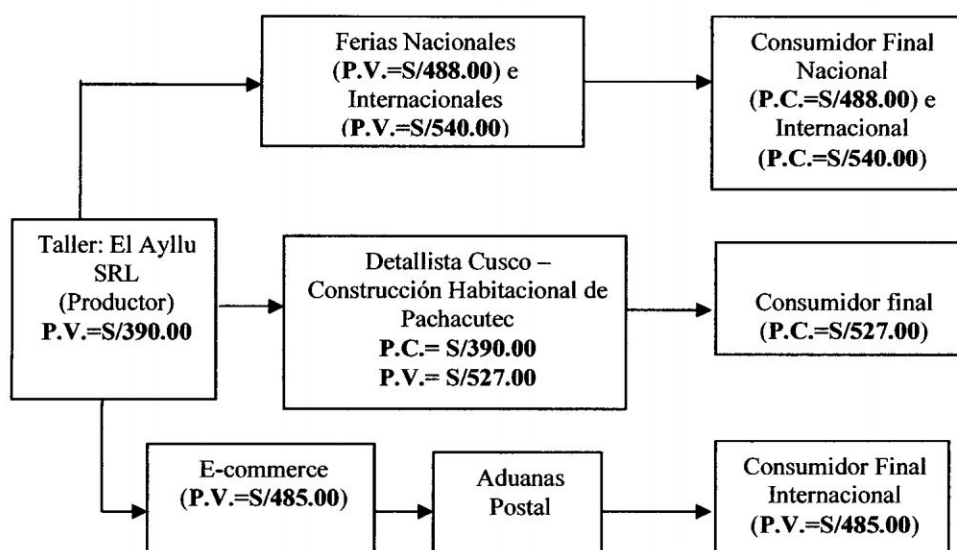 Ferias Nacionales
(P.V.=S/488.00) e
Internacionales
(P.V.=S/540.00)
Consumidor Final
Nacional
(P.C.=S/488.00) e
Internacional
(P.C.=S/540.00)
Taller: El Ayllu
SRL
(Productor)
P.V.=S/390.00
Detallista Cusco –
Construcción Habitacional de
Pachacutec
P.C.= S/390.00
P.V.= S/527.00
Consumidor final
(P.C.=S/527.00)
E-commerce
(P.V.=S/485.00)
Aduanas
Postal
Consumidor Final
Internacional
(P.V.=S/485.00)